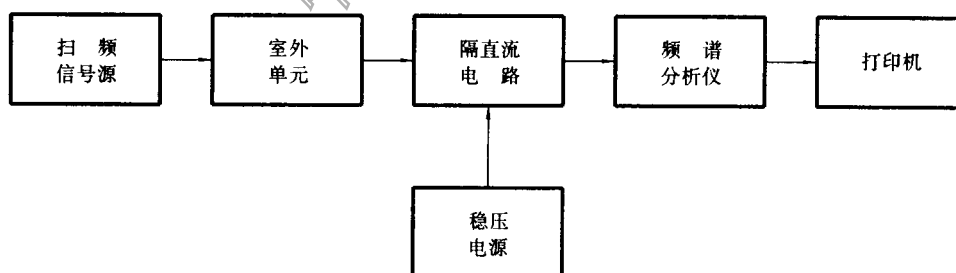 扫 频
信号源
室外
单元
隔直流
电 路
频 谱
分析仪
打印机
稳压
电源